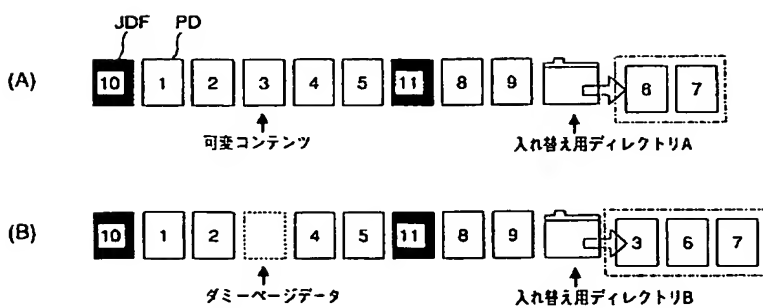 JDF PD
(A) 10 1 2 3 4 5 11 8 9 6 7
可変コンテンツ 入れ替え用ディレクトリA
(B) 10 1 2 4 5 11 8 9 3 6 7
ダミーページデータ 入れ替え用ディレクトリB